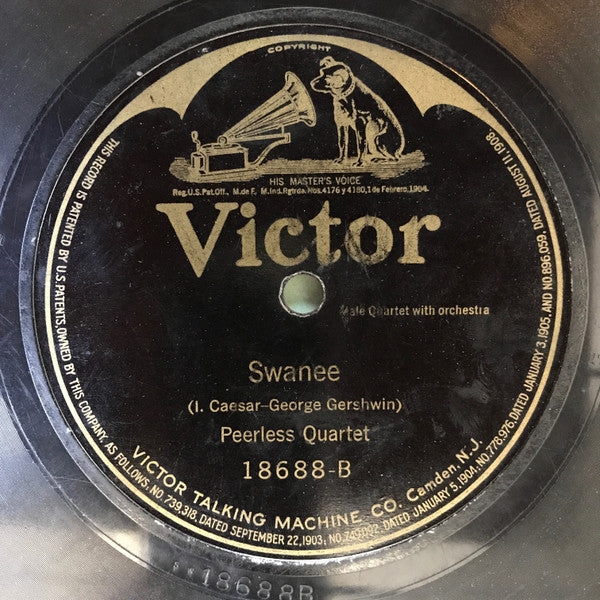 COPYRIGHT
HIS MASTER'S VOICE
Reg.U.S.Pat.Off., M.de F. M.Ind.Rgtrda.Nos.4176 y 4180,1 de Febrero,1904.
Victor
Male Quartet with orchestra
Swanee
(I. Caesar-George Gershwin)
Peerless Quartet
18688-B
VICTOR TALKING MACHINE CO. Camden, N.J.
THIS RECORD IS PATENTED BY U.S. PATENTS, OWNED BY THIS COMPANY, AS FOLLOWS; NO. 739,318, DATED SEPTEMBER 22,1903; NO. DATED JANUARY 5, 1904; NO. 778,976, DATED JANUARY 3, 1905, AND NO. 896,059, DATED AUGUST 11, 1908
18688B